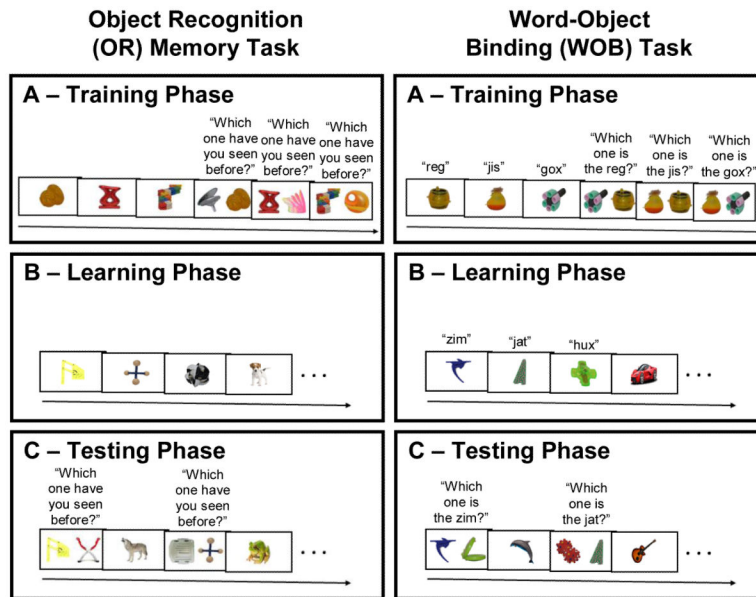 Object Recognition
(OR) Memory Task
A – Training Phase
“Which
one have
you seen
before?”
“Which
one have
you seen
before?”
“Which
one have
you seen
before?”
B – Learning Phase
...
C – Testing Phase
“Which
one have
you seen
before?”
“Which
one have
you seen
before?”
...
Word-Object
Binding (WOB) Task
A – Training Phase
“reg”
“jis”
“gox”
“Which
one is
the reg?”
“Which
one is
the jis?”
“Which
one is
the gox?”
B – Learning Phase
“zim”
“jat”
“hux”
...
C – Testing Phase
“Which
one is
the zim?”
“Which
one is
the jat?”
...